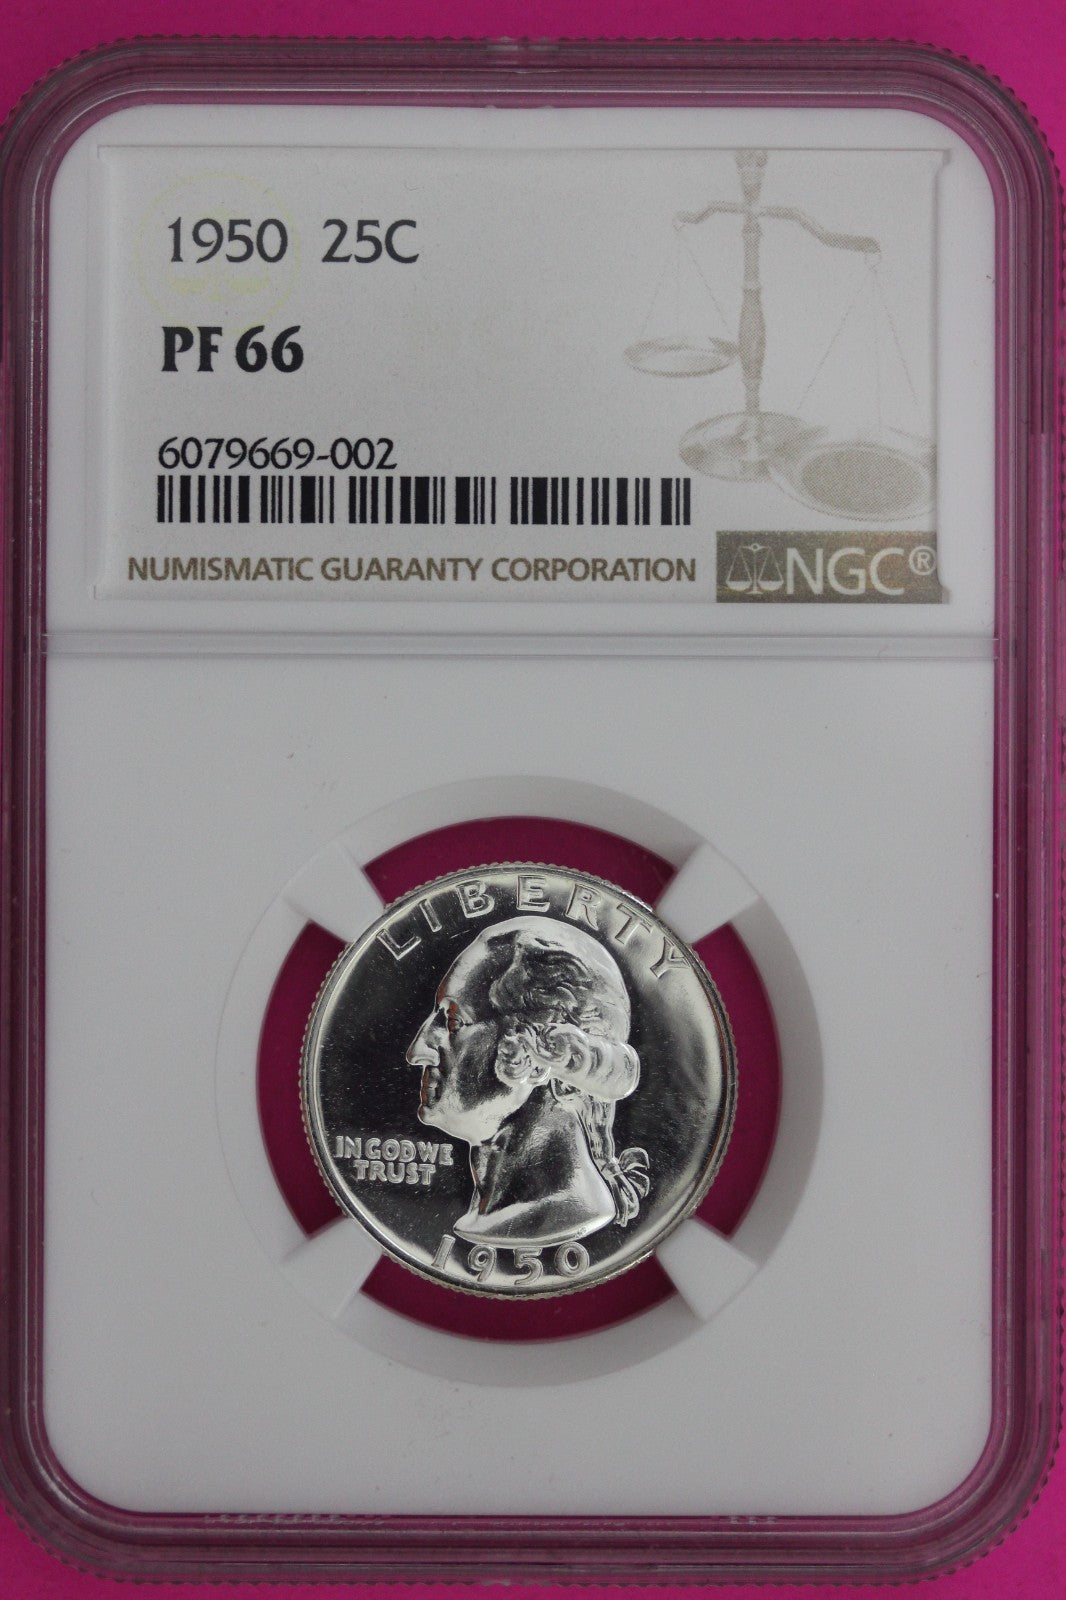 1950 25C
PF 66
6079669-002
NUMISMATIC GUARANTY CORPORATION
NGC®
LIBERTY
IN GOD WE
TRUST
1950